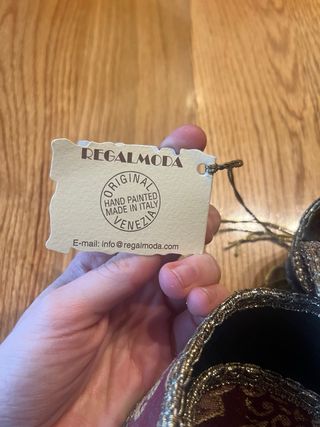 REGALMODA
ORIGINAL
HAND PAINTED
MADE IN ITALY
VENEZIA
E-mail: info@regalmoda.com